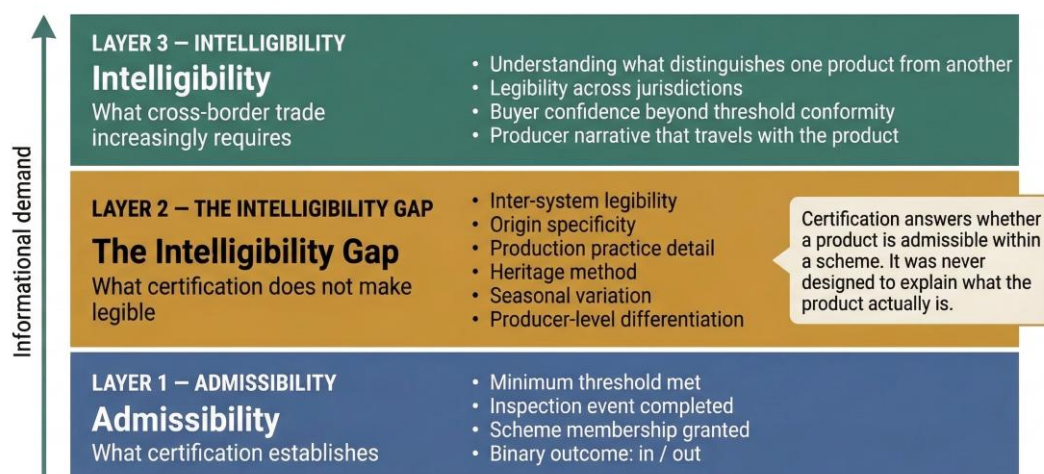 Informational demand
LAYER 3 – INTELLIGIBILITY
Intelligibility
What cross-border trade
increasingly requires
• Understanding what distinguishes one product from another
• Legibility across jurisdictions
• Buyer confidence beyond threshold conformity
• Producer narrative that travels with the product
LAYER 2 – THE INTELLIGIBILITY GAP
The Intelligibility Gap
What certification does not make
legible
• Inter-system legibility
• Origin specificity
• Production practice detail
• Heritage method
• Seasonal variation
• Producer-level differentiation
Certification answers whether
a product is admissible within
a scheme. It was never
designed to explain what the
product actually is.
LAYER 1 – ADMISSIBILITY
Admissibility
What certification establishes
• Minimum threshold met
• Inspection event completed
• Scheme membership granted
• Binary outcome: in / out